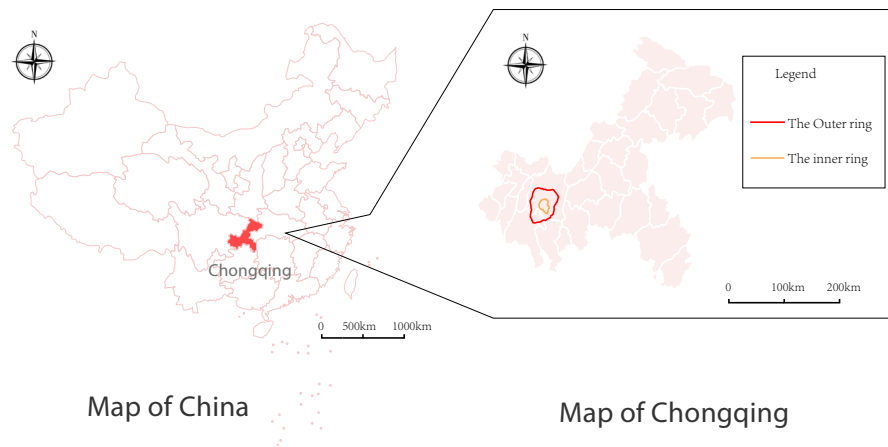 N
Chongqing
0 500km 1000km
Map of China
N
Legend
The Outer ring
The inner ring
0 100km 200km
Map of Chongqing